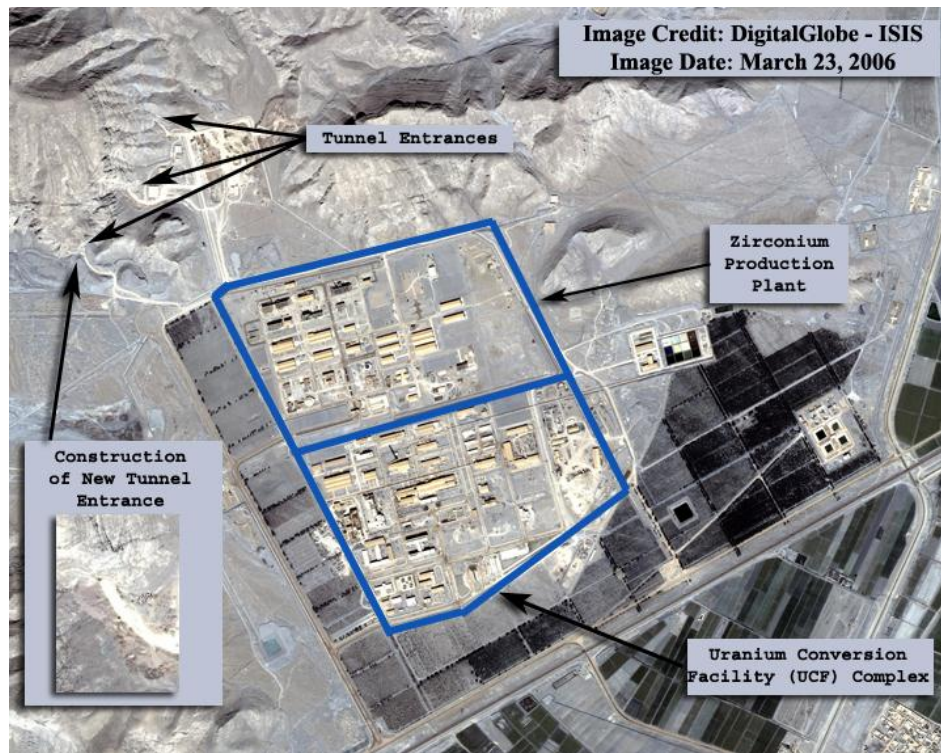 Image Credit: DigitalGlobe - ISIS
Image Date: March 23, 2006
Tunnel Entrances
Zirconium
Production
Plant
Construction
of New Tunnel
Entrance
Uranium Conversion
Facility (UCF) Complex